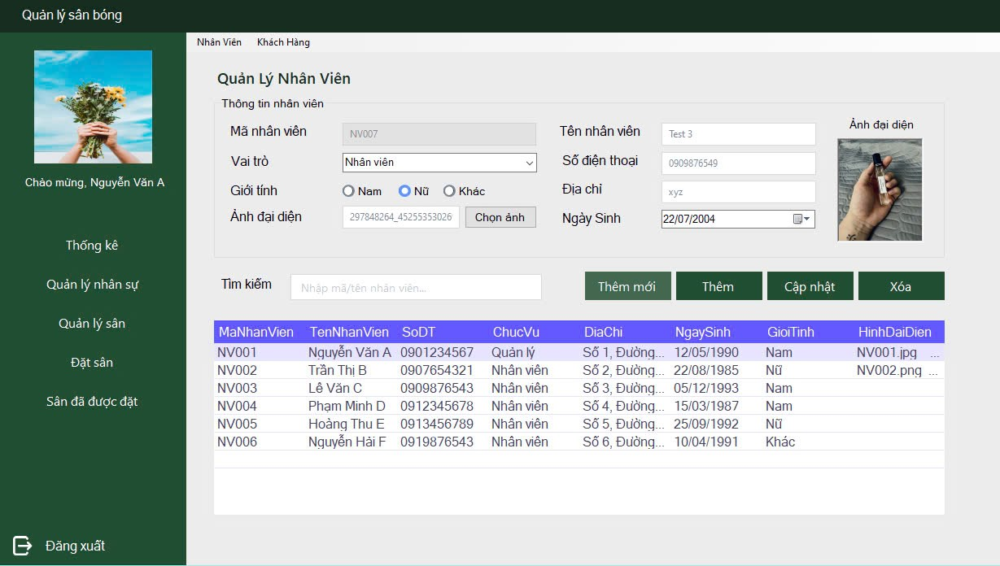 Quản lý sân bóng
Nhân Viên Khách Hàng
Chào mừng, Nguyễn Văn A
Thống kê
Quản lý nhân sự
Quản lý sân
Đặt sân
Sân đã được đặt
Đăng xuất
Quản Lý Nhân Viên
Thông tin nhân viên
Mã nhân viên NV007 Tên nhân viên Test 3 Ảnh đại diện
Vai trò Nhân viên Số điện thoại 0909876549
Giới tính Nam Nữ Khác Địa chỉ xyz
Ảnh đại diện 297848264_45255353026 Chọn ảnh Ngày Sinh 22/07/2004
Tìm kiếm Nhập mã/tên nhân viên... Thêm mới Thêm Cập nhật Xóa
MaNhanVien TenNhanVien SoDT ChucVu DiaChi NgaySinh GioiTinh HinhDaiDien
NV001 Nguyễn Văn A 0901234567 Quản lý Số 1, Đường... 12/05/1990 Nam NV001.jpg ...
NV002 Trần Thị B 0907654321 Nhân viên Số 2, Đường... 22/08/1985 Nữ NV002.png ...
NV003 Lê Văn C 0909876543 Nhân viên Số 3, Đường... 05/12/1993 Nam
NV004 Phạm Minh D 0912345678 Nhân viên Số 4, Đường... 15/03/1987 Nam
NV005 Hoàng Thu E 0913456789 Nhân viên Số 5, Đường... 25/09/1992 Nữ
NV006 Nguyễn Hải F 0919876543 Nhân viên Số 6, Đường... 10/04/1991 Khác